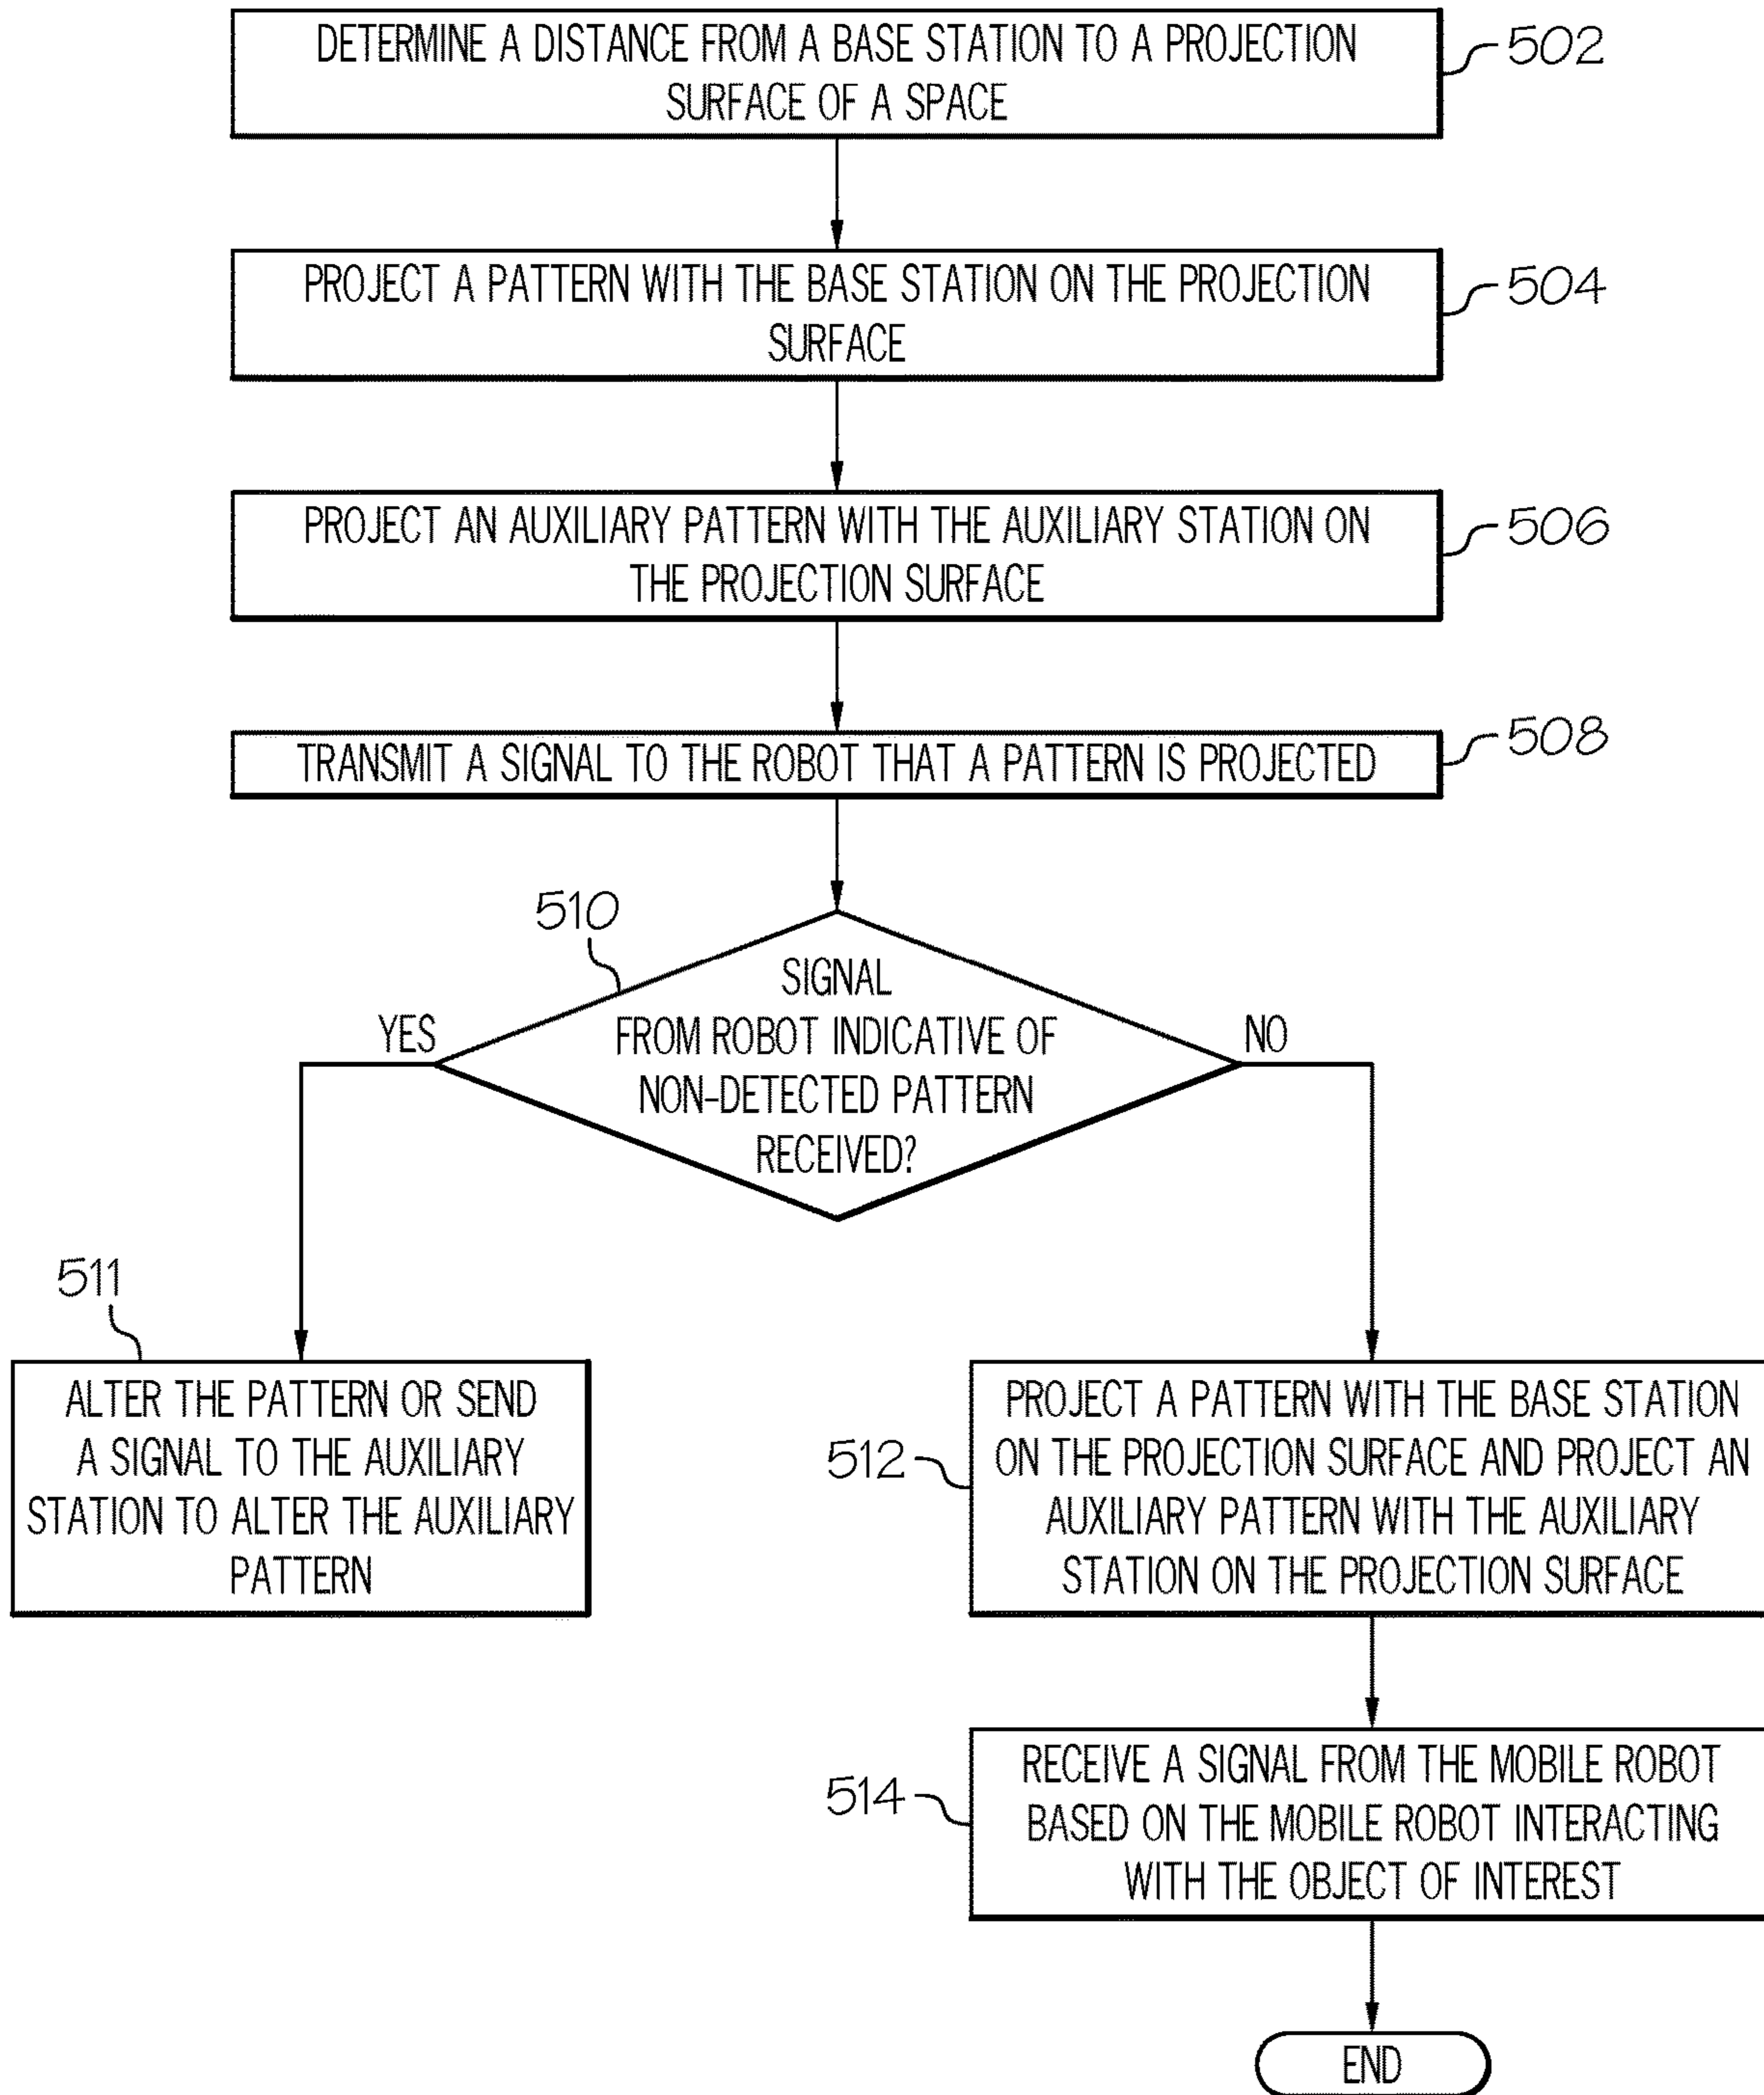 DETERMINE A DISTANCE FROM A BASE STATION TO A PROJECTION
SURFACE OF A SPACE
502
PROJECT A PATTERN WITH THE BASE STATION ON THE PROJECTION
SURFACE
504
PROJECT AN AUXILIARY PATTERN WITH THE AUXILIARY STATION ON
THE PROJECTION SURFACE
506
TRANSMIT A SIGNAL TO THE ROBOT THAT A PATTERN IS PROJECTED
508
510
SIGNAL
FROM ROBOT INDICATIVE OF
NON-DETECTED PATTERN
RECEIVED?
YES
NO
511
ALTER THE PATTERN OR SEND
A SIGNAL TO THE AUXILIARY
STATION TO ALTER THE AUXILIARY
PATTERN
512
PROJECT A PATTERN WITH THE BASE STATION
ON THE PROJECTION SURFACE AND PROJECT AN
AUXILIARY PATTERN WITH THE AUXILIARY
STATION ON THE PROJECTION SURFACE
514
RECEIVE A SIGNAL FROM THE MOBILE ROBOT
BASED ON THE MOBILE ROBOT INTERACTING
WITH THE OBJECT OF INTEREST
END